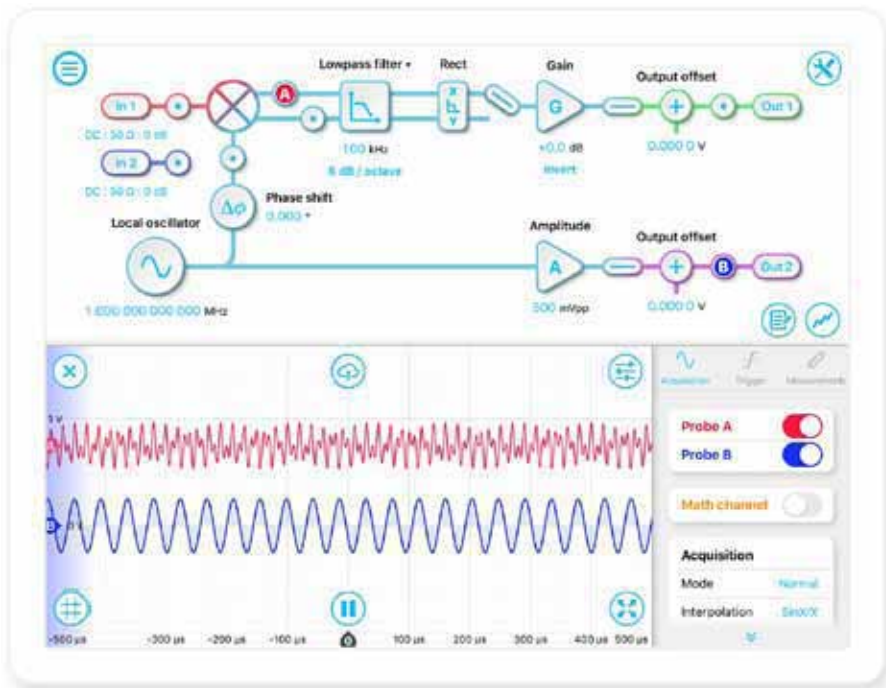 Lowpass filter
Rect
Gain
Output offset
A
In 1
X
Y
G
Out 1
DC : 50 Ω : 0 dB
100 kHz
+0.0 dB
0.000 0 V
In 2
6 dB / octave
Invert
DC : 50 Ω : 0 dB
Δφ
Phase shift
0.000 °
Local oscillator
Amplitude
Output offset
A
B
Out 2
MHz
500 mVpp
0.000 0 V
Acquisition
Trigger
Measurements
1 V
Probe A
Probe B
B
0 V
Math channel
Acquisition
Mode
Normal
Interpolation
SinX/X
-500 µs
-300 µs
-200 µs
-100 µs
100 µs
200 µs
300 µs
400 µs
500 µs